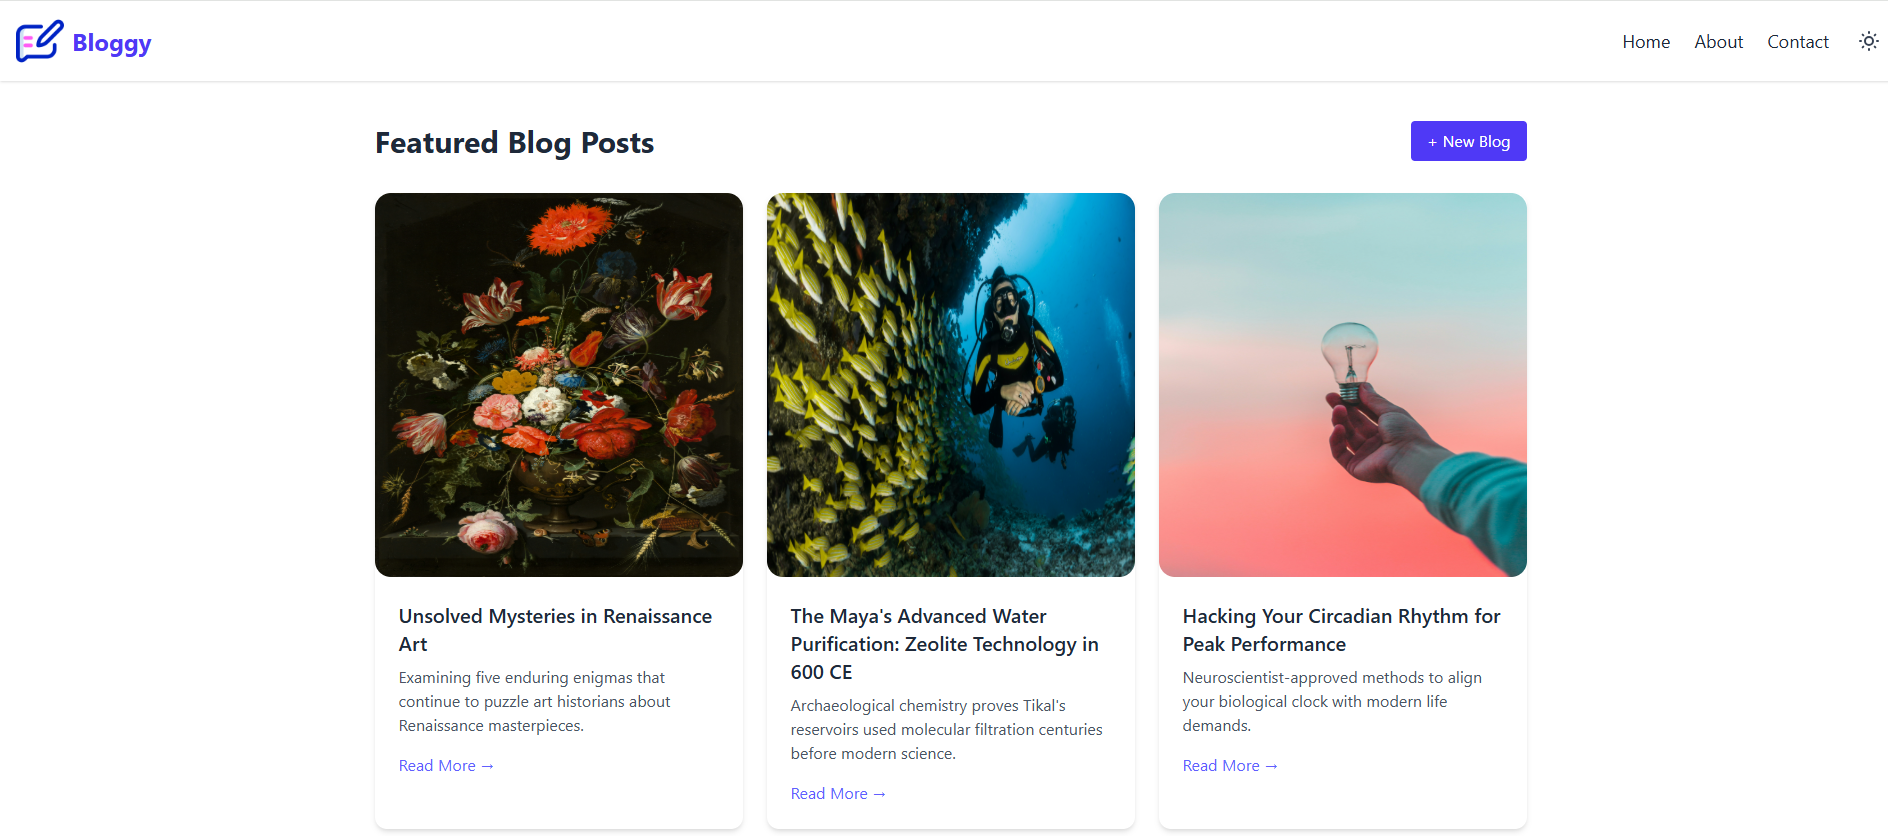 Bloggy
Home About Contact
Featured Blog Posts
+ New Blog
Unsolved Mysteries in Renaissance
Art
Examining five enduring enigmas that
continue to puzzle art historians about
Renaissance masterpieces.
Read More →
The Maya's Advanced Water
Purification: Zeolite Technology in
600 CE
Archaeological chemistry proves Tikal's
reservoirs used molecular filtration centuries
before modern science.
Read More →
Hacking Your Circadian Rhythm for
Peak Performance
Neuroscientist-approved methods to align
your biological clock with modern life
demands.
Read More →